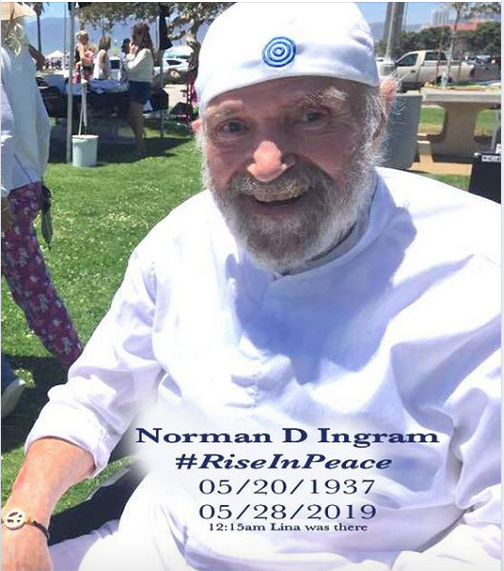 Norman D Ingram
#RiseInPeace
05/20/1937
05/28/2019
12:15am Lina was there